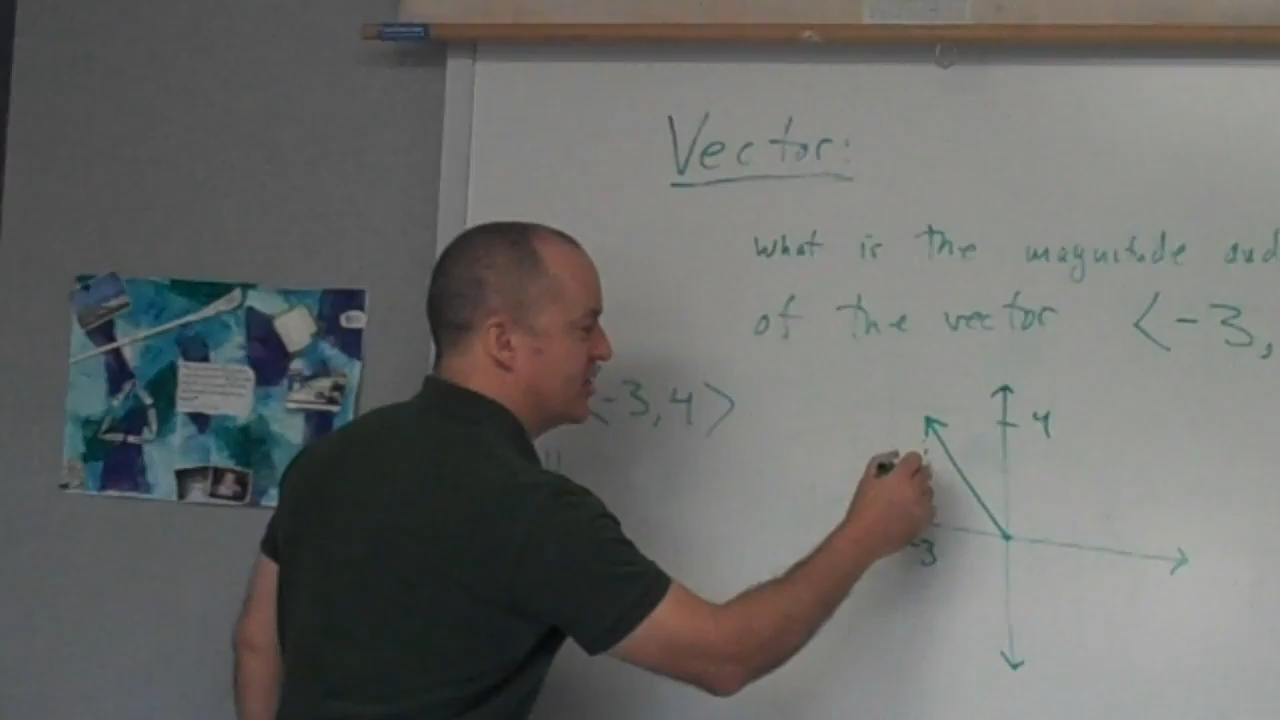 Vector:
what is the magnitude and
of the vector <-3,
<-3,4>
4
-3